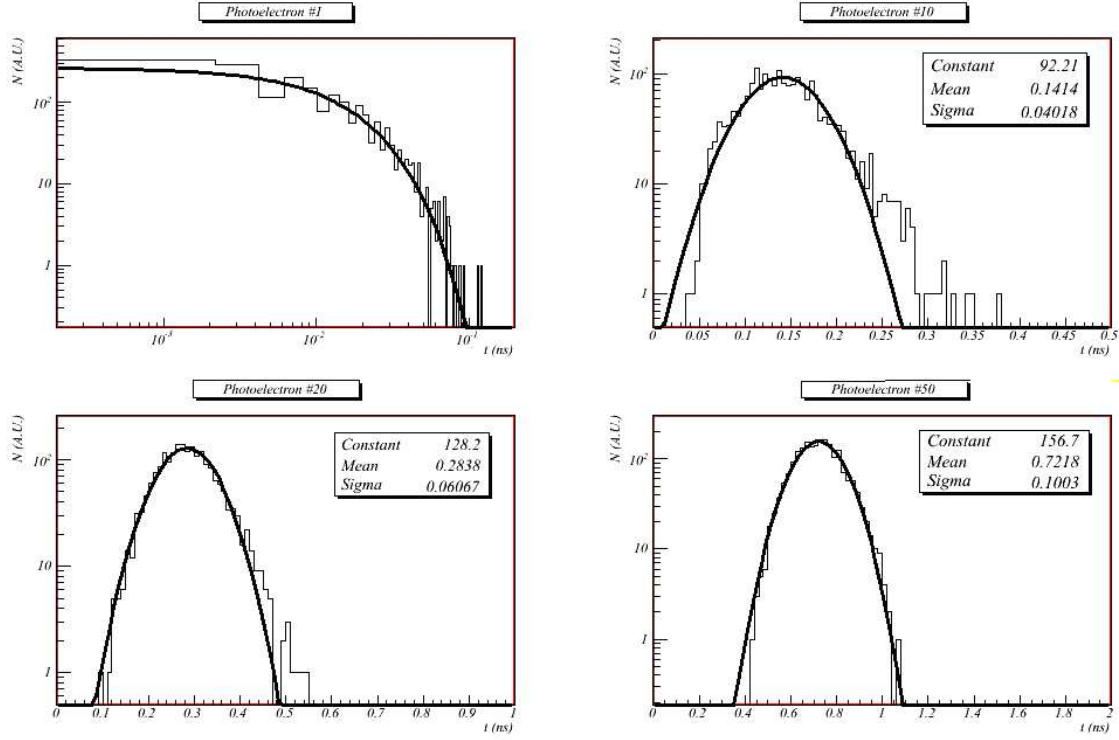 Photoelectron #1
N (A.U.)
10²
10
1
10⁻³
10⁻²
10⁻¹
t (ns)
Photoelectron #10
N (A.U.)
10²
10
1
Constant 92.21
Mean 0.1414
Sigma 0.04018
0 0.05 0.1 0.15 0.2 0.25 0.3 0.35 0.4 0.45 0.5
t (ns)
Photoelectron #20
N (A.U.)
10²
10
1
Constant 128.2
Mean 0.2838
Sigma 0.06067
0 0.1 0.2 0.3 0.4 0.5 0.6 0.7 0.8 0.9 1
t (ns)
Photoelectron #50
N (A.U.)
10²
10
1
Constant 156.7
Mean 0.7218
Sigma 0.1003
0 0.2 0.4 0.6 0.8 1 1.2 1.4 1.6 1.8 2
t (ns)